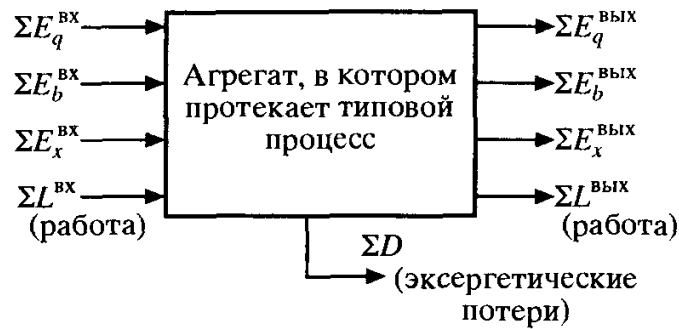 ΣE_q^вх
ΣE_b^вх
ΣE_x^вх
ΣL^вх
(работа)
Агрегат, в котором
протекает типовой
процесс
ΣE_q^вых
ΣE_b^вых
ΣE_x^вых
ΣL^вых
(работа)
ΣD
(эксергетические
потери)